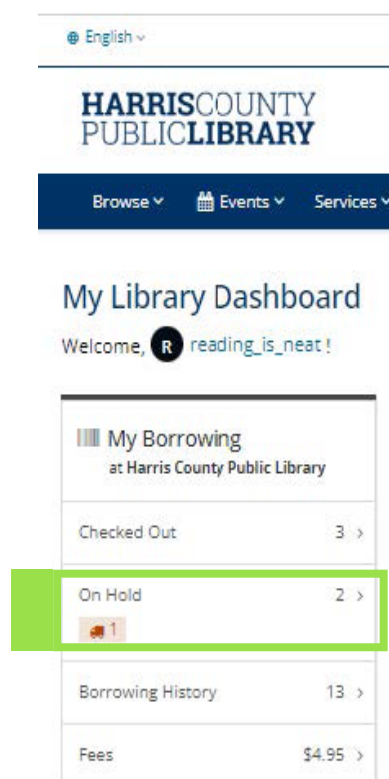 English
HARRISCOUNTY
PUBLICLIBRARY
Browse Events Services
My Library Dashboard
Welcome, R reading_is_neat !
My Borrowing
at Harris County Public Library
Checked Out 3 >
On Hold 2 >
1
Borrowing History 13 >
Fees $4.95 >